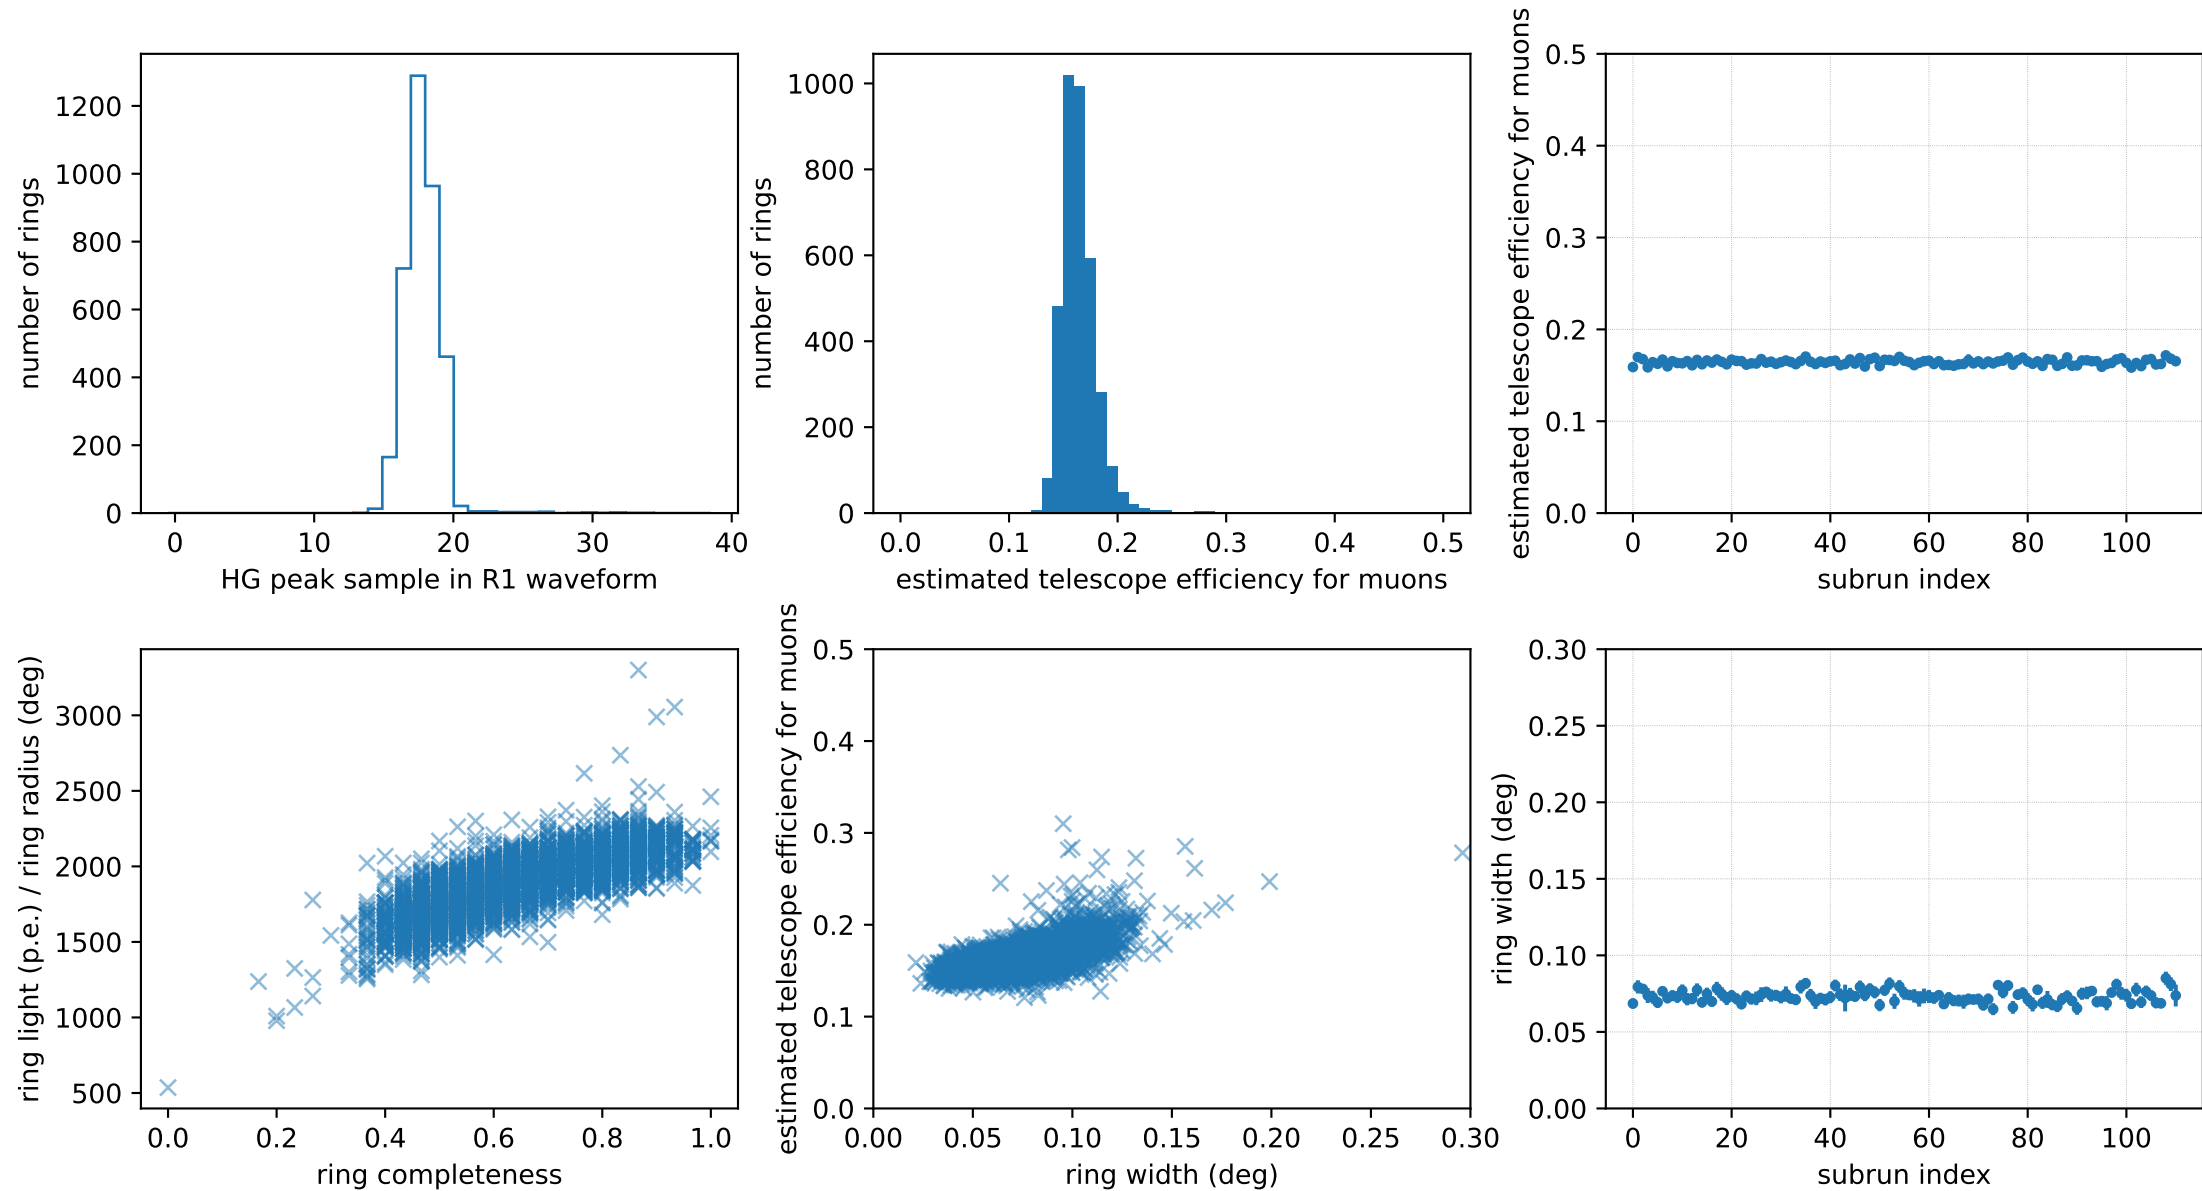 number of rings
1200
1000
800
600
400
200
0
0 10 20 30 40
HG peak sample in R1 waveform
number of rings
1000
800
600
400
200
0
0.0 0.1 0.2 0.3 0.4 0.5
estimated telescope efficiency for muons
estimated telescope efficiency for muons
0.5
0.4
0.3
0.2
0.1
0.0
0 20 40 60 80 100
subrun index
ring light (p.e.) / ring radius (deg)
3000
2500
2000
1500
1000
500
0.0 0.2 0.4 0.6 0.8 1.0
ring completeness
estimated telescope efficiency for muons
0.5
0.4
0.3
0.2
0.1
0.0
0.00 0.05 0.10 0.15 0.20 0.25 0.30
ring width (deg)
ring width (deg)
0.30
0.25
0.20
0.15
0.10
0.05
0.00
0 20 40 60 80 100
subrun index